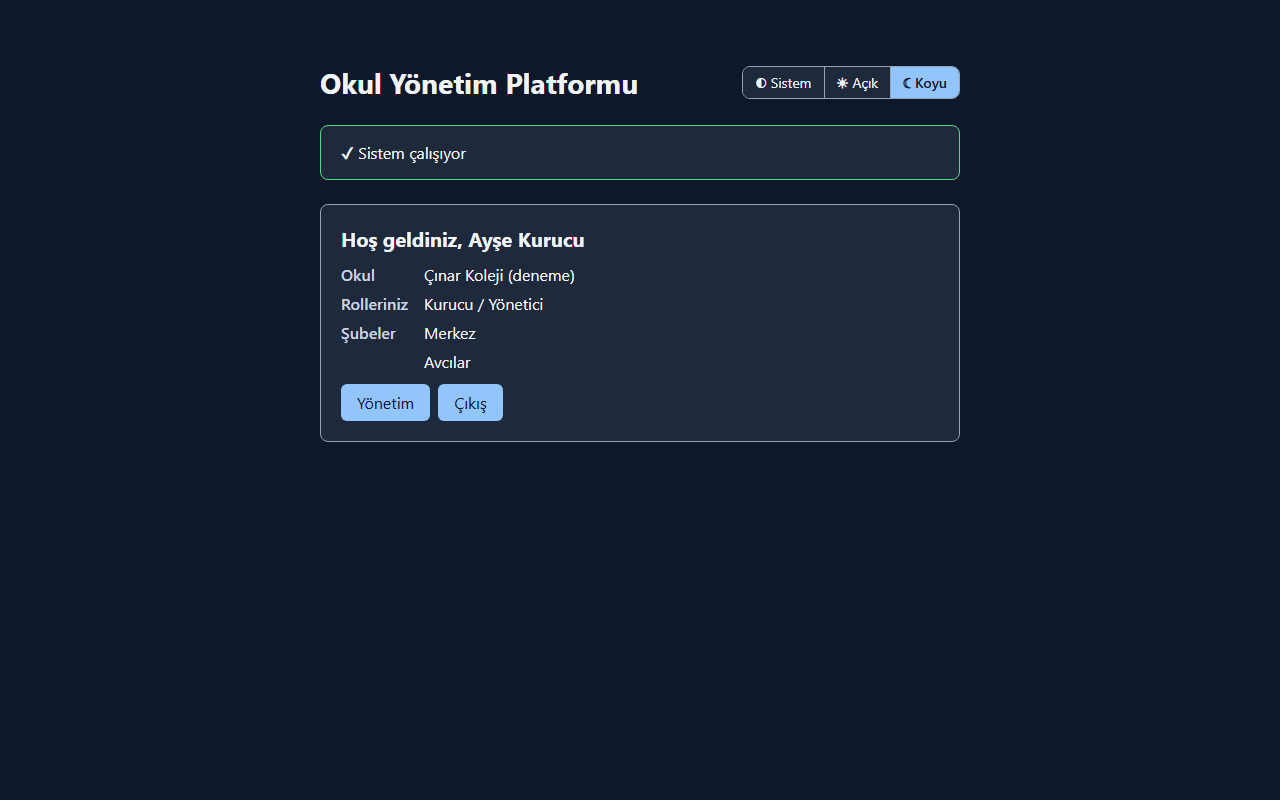 Okul Yönetim Platformu
◐ Sistem ☀ Açık ☾ Koyu
✓ Sistem çalışıyor
Hoş geldiniz, Ayşe Kurucu
Okul Çınar Koleji (deneme)
Rolleriniz Kurucu / Yönetici
Şubeler Merkez
Avcılar
Yönetim Çıkış